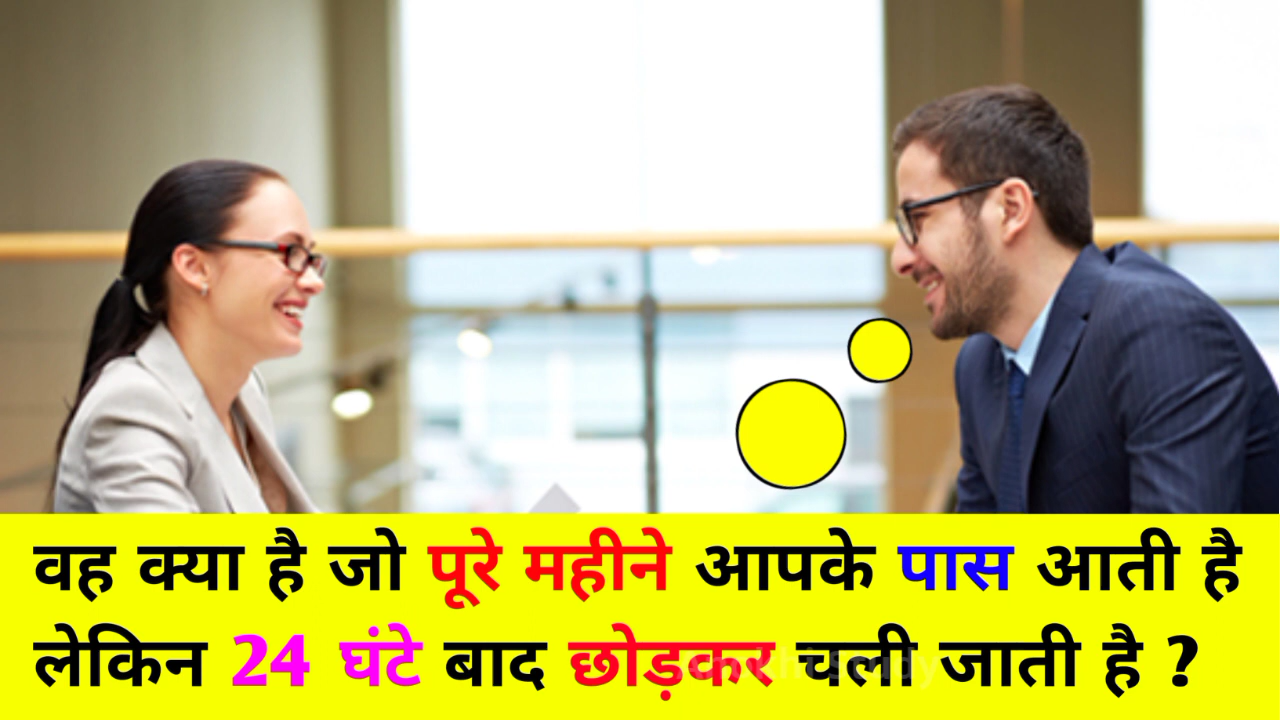 वह क्या है जो पूरे महीने आपके पास आती है
लेकिन 24 घंटे बाद छोड़कर चली जाती है ?